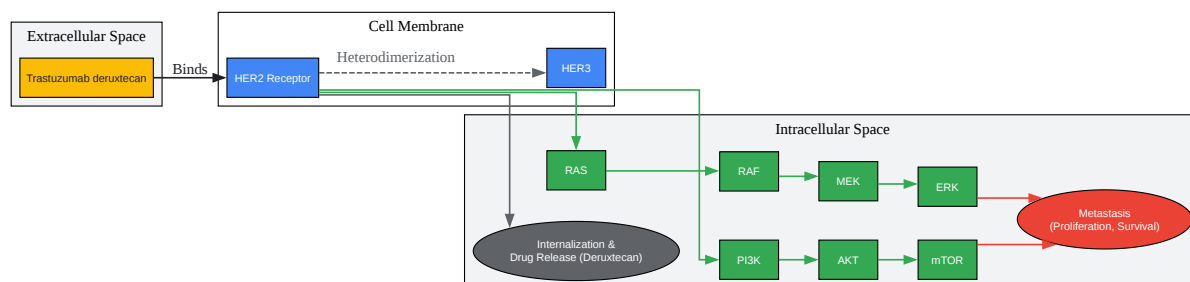 Cell Membrane
Extracellular Space
Trastuzumab deruxtecan
Binds
HER2 Receptor
Heterodimerization
HER3
Intracellular Space
RAS
RAF
MEK
ERK
Metastasis
(Proliferation, Survival)
Internalization &
Drug Release (Deruxtecan)
PI3K
AKT
mTOR